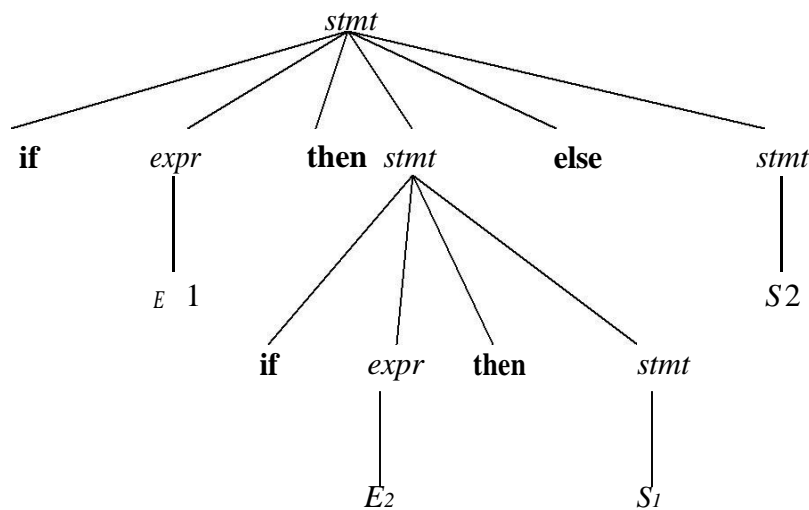 stmt
if expr then stmt else stmt
E 1 S2
if expr then stmt
E2 S1